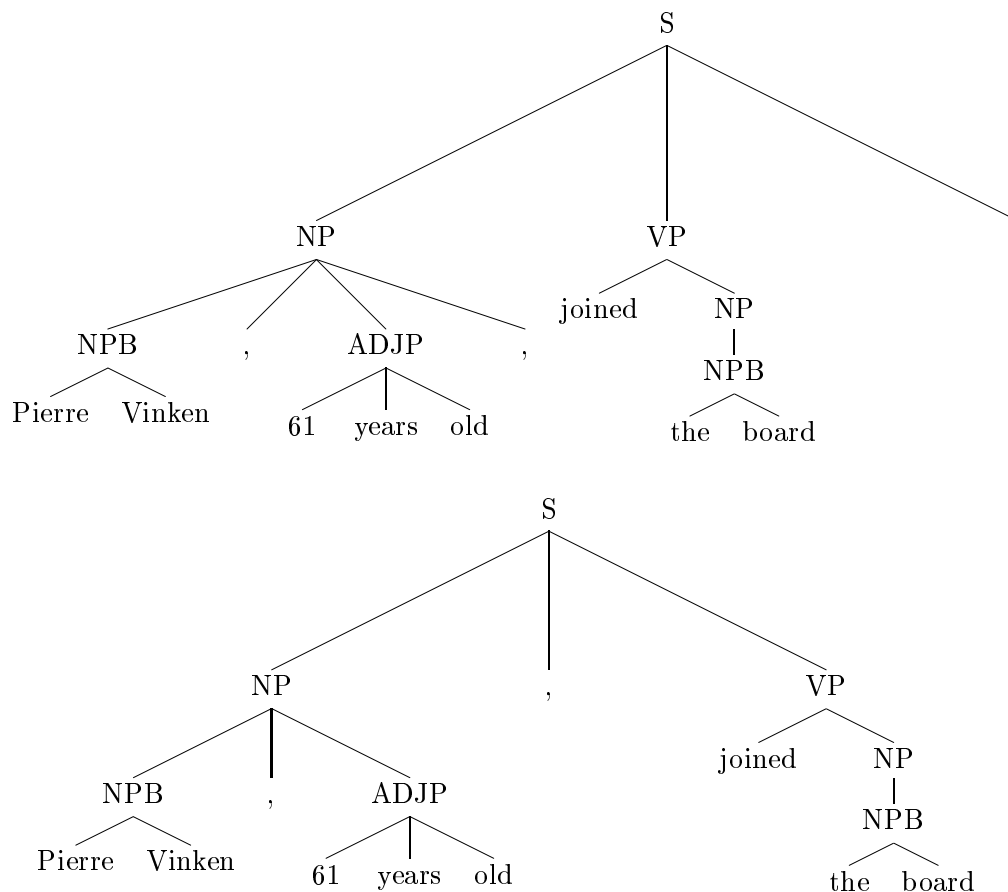 S
NP VP
joined NP
NPB , ADJP ,
NPB
Pierre Vinken 61 years old the board
S
NP , VP
joined NP
NPB , ADJP
NPB
Pierre Vinken 61 years old the board